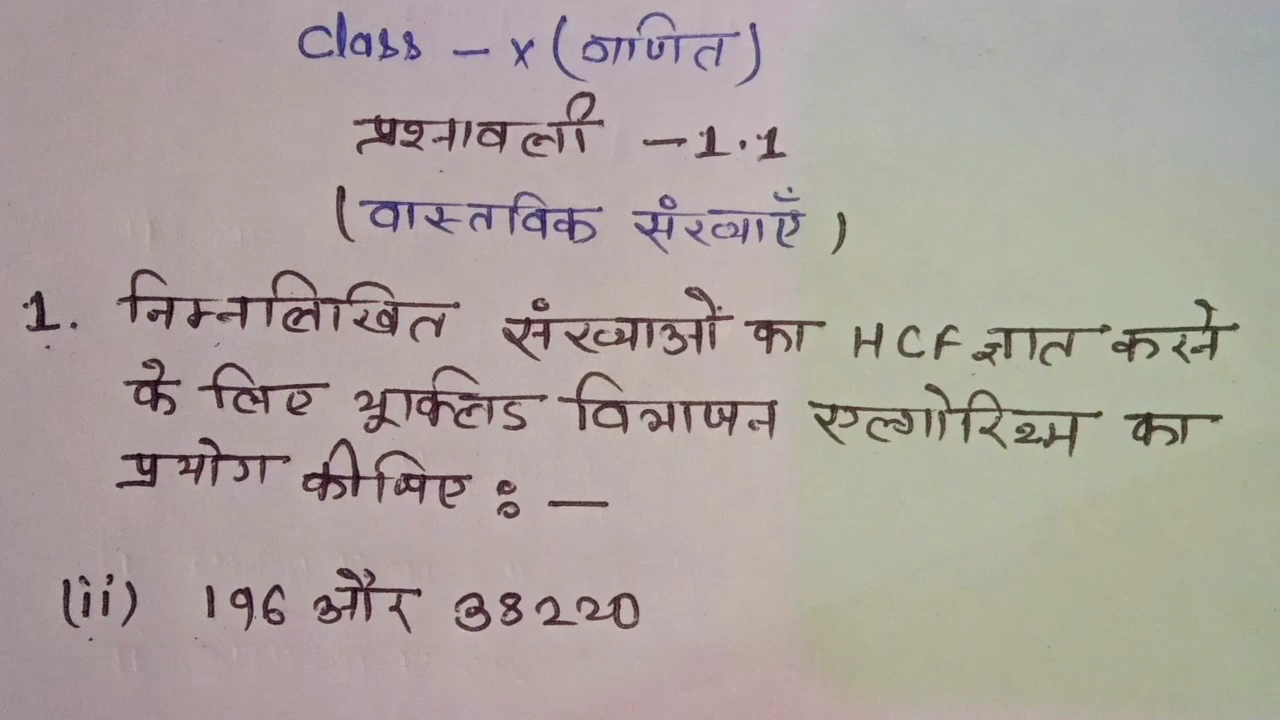 Class - x (गणित)
प्रश्नावली - 1.1
(वास्तविक संख्याएँ)
1. निम्नलिखित संख्याओं का HCF ज्ञात करने
के लिए यूक्लिड विभाजन एल्गोरिथ्म का
प्रयोग कीजिए : —
(ii) 196 और 38220